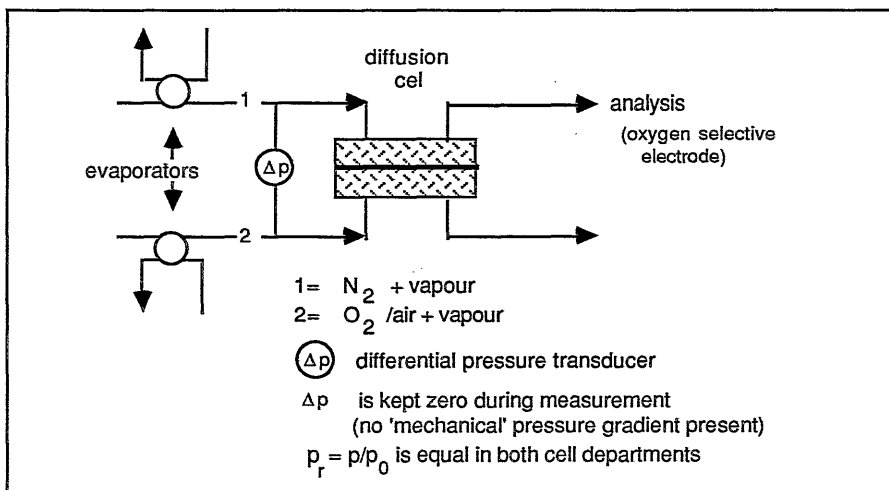 diffusion
cel
1
analysis
(oxygen selective
electrode)
evaporators
Δp
2
1= N2 + vapour
2= O2 /air + vapour
Δp differential pressure transducer
Δp is kept zero during measurement
(no 'mechanical' pressure gradient present)
pr = p/p0 is equal in both cell departments